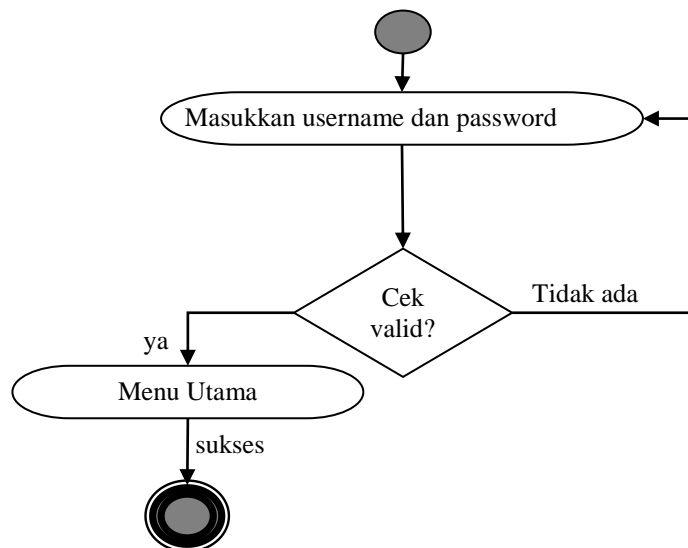 Masukkan username dan password
Cek
valid?
Tidak ada
ya
Menu Utama
sukses